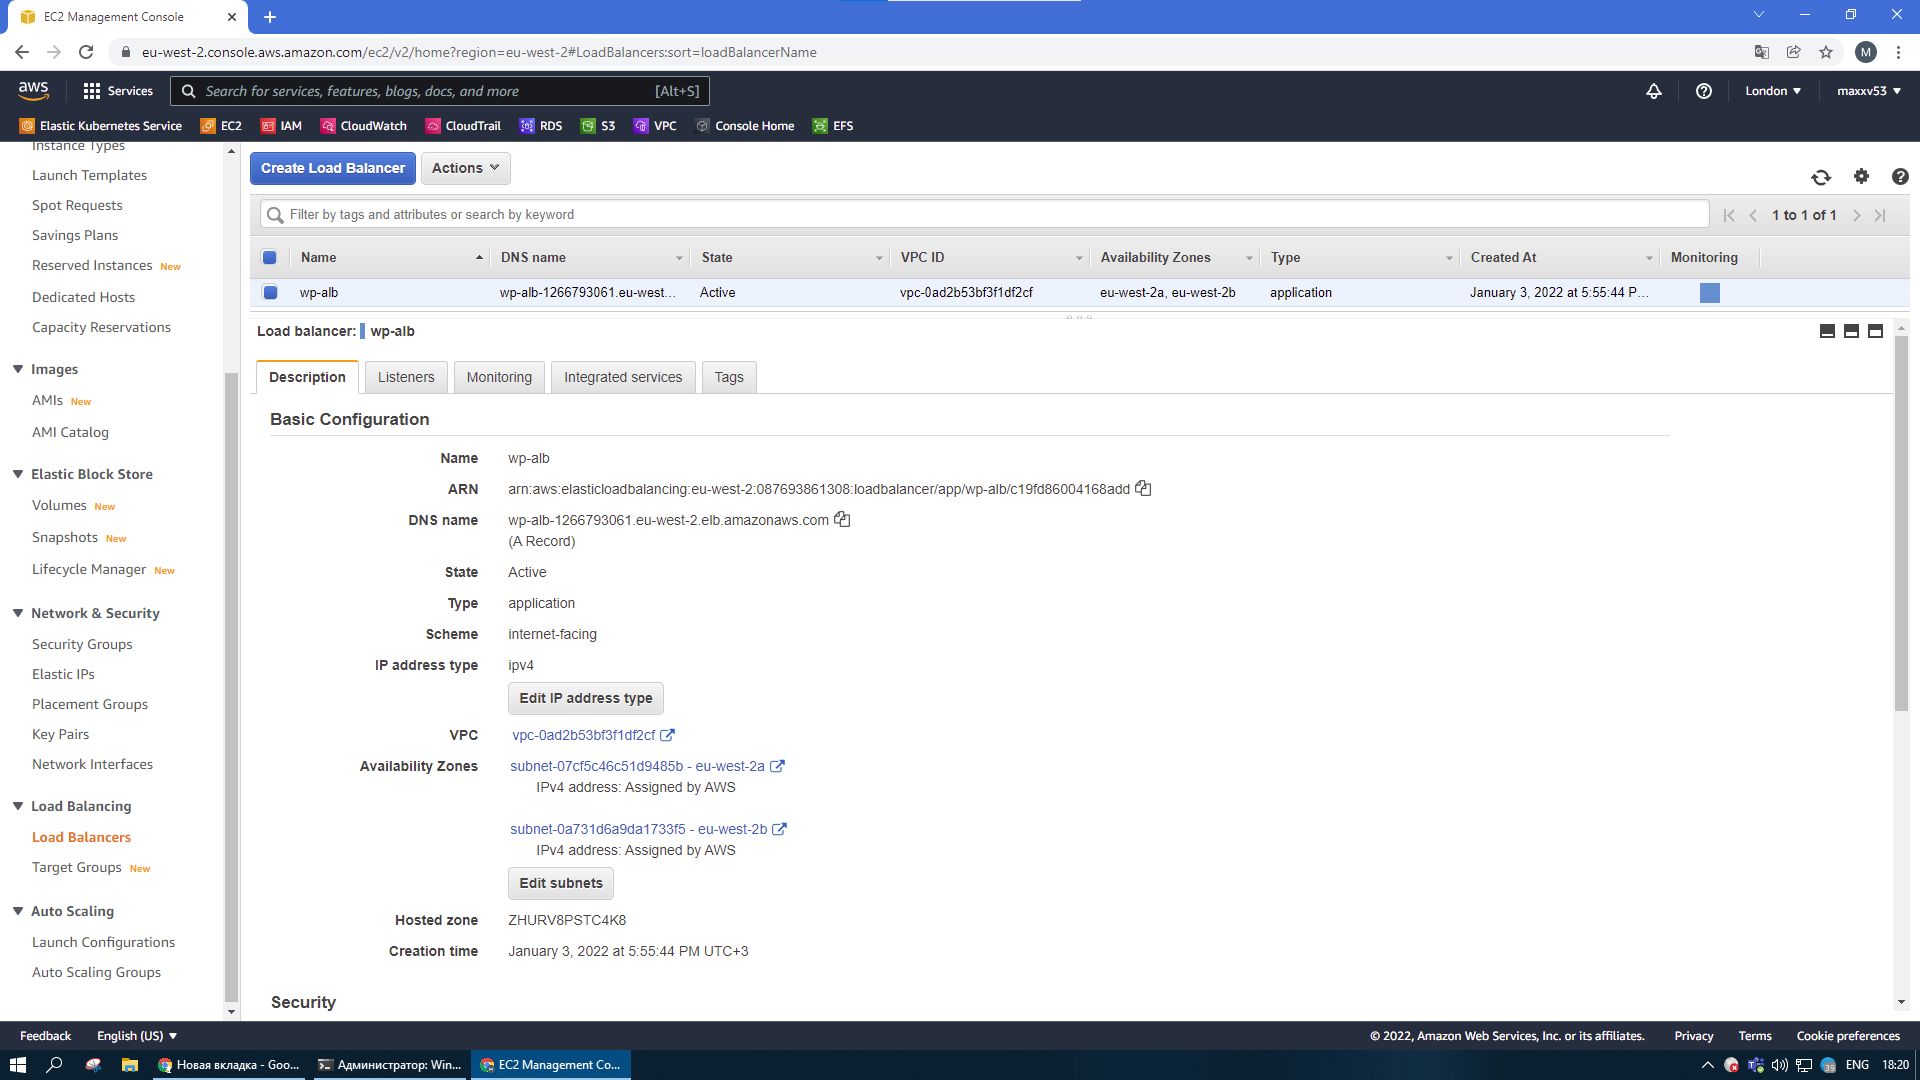 EC2 Management Console
eu-west-2.console.aws.amazon.com/ec2/v2/home?region=eu-west-2#LoadBalancers:sort=loadBalancerName
M
aws
Services
Search for services, features, blogs, docs, and more
[Alt+S]
London
maxxv53
Elastic Kubernetes Service
EC2
IAM
CloudWatch
CloudTrail
RDS
S3
VPC
Console Home
EFS
Instance Types
Launch Templates
Spot Requests
Savings Plans
Reserved Instances New
Dedicated Hosts
Capacity Reservations
Images
AMIs New
AMI Catalog
Elastic Block Store
Volumes New
Snapshots New
Lifecycle Manager New
Network & Security
Security Groups
Elastic IPs
Placement Groups
Key Pairs
Network Interfaces
Load Balancing
Load Balancers
Target Groups New
Auto Scaling
Launch Configurations
Auto Scaling Groups
Create Load Balancer
Actions
Filter by tags and attributes or search by keyword
1 to 1 of 1
Name DNS name State VPC ID Availability Zones Type Created At Monitoring
wp-alb wp-alb-1266793061.eu-west... Active vpc-0ad2b53bf3f1df2cf eu-west-2a, eu-west-2b application January 3, 2022 at 5:55:44 P...
Load balancer: wp-alb
Description
Listeners
Monitoring
Integrated services
Tags
Basic Configuration
Name wp-alb
ARN arn:aws:elasticloadbalancing:eu-west-2:087693861308:loadbalancer/app/wp-alb/c19fd86004168add
DNS name wp-alb-1266793061.eu-west-2.elb.amazonaws.com
(A Record)
State Active
Type application
Scheme internet-facing
IP address type ipv4
Edit IP address type
VPC vpc-0ad2b53bf3f1df2cf
Availability Zones subnet-07cf5c46c51d9485b - eu-west-2a
IPv4 address: Assigned by AWS
subnet-0a731d6a9da1733f5 - eu-west-2b
IPv4 address: Assigned by AWS
Edit subnets
Hosted zone ZHURV8PSTC4K8
Creation time January 3, 2022 at 5:55:44 PM UTC+3
Security
Feedback
English (US)
© 2022, Amazon Web Services, Inc. or its affiliates.
Privacy
Terms
Cookie preferences
Новая вкладка - Goo...
Администратор: Win...
EC2 Management Co...
39
ENG
18:20